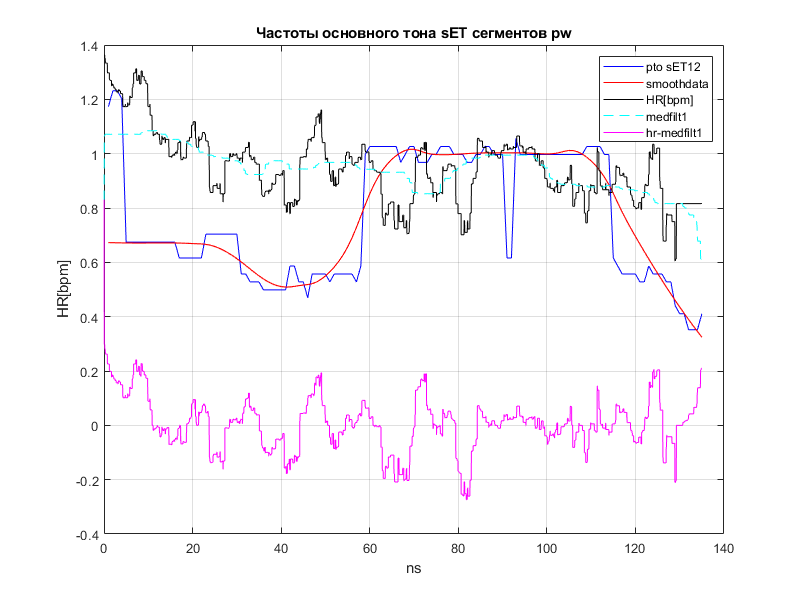 Частоты основного тона sET сегментов pw
pto sET12
smoothdata
HR[bpm]
medfilt1
hr-medfilt1
1.4
1.2
1
0.8
0.6
0.4
0.2
0
-0.2
-0.4
HR[bpm]
0 20 40 60 80 100 120 140
ns